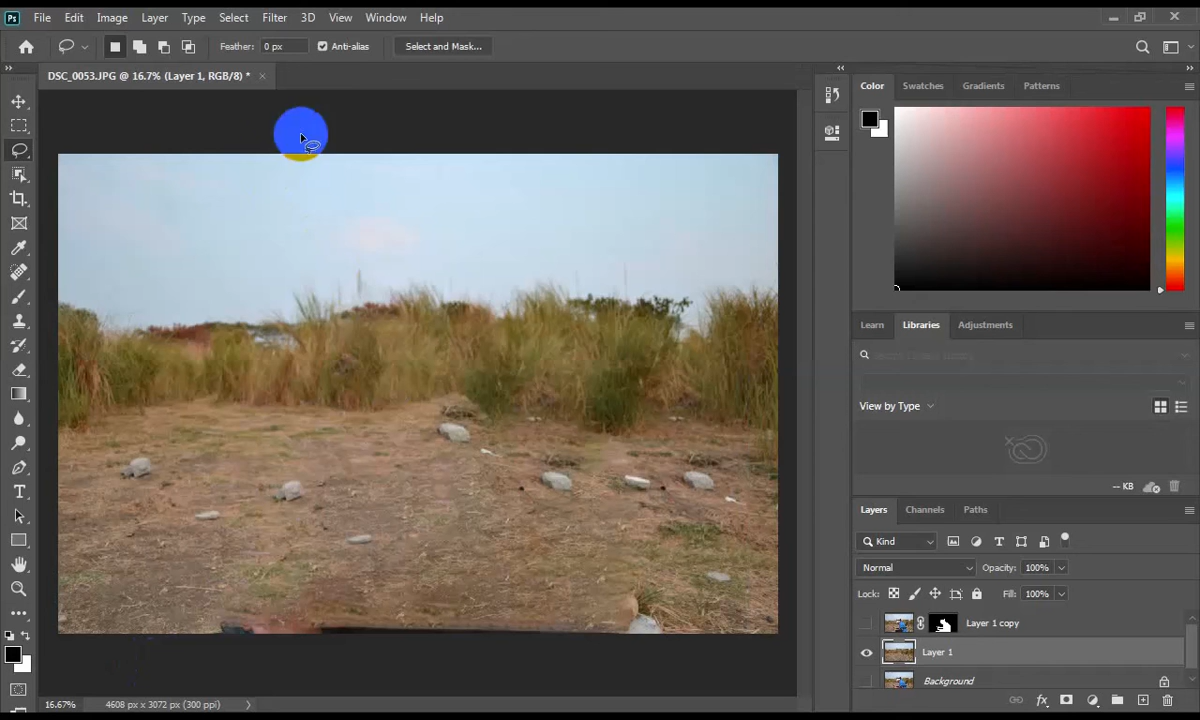 Ps File Edit Image Layer Type Select Filter 3D View Window Help
Feather: 0 px Anti-alias Select and Mask...
DSC_0053.JPG @ 16.7% (Layer 1, RGB/8) * ×
Color Swatches Gradients Patterns
Learn Libraries Adjustments
View by Type
-- KB
Layers Channels Paths
Kind
Normal Opacity: 100%
Lock: Fill: 100%
Layer 1 copy
Layer 1
Background
16.67% 4608 px x 3072 px (300 ppi)